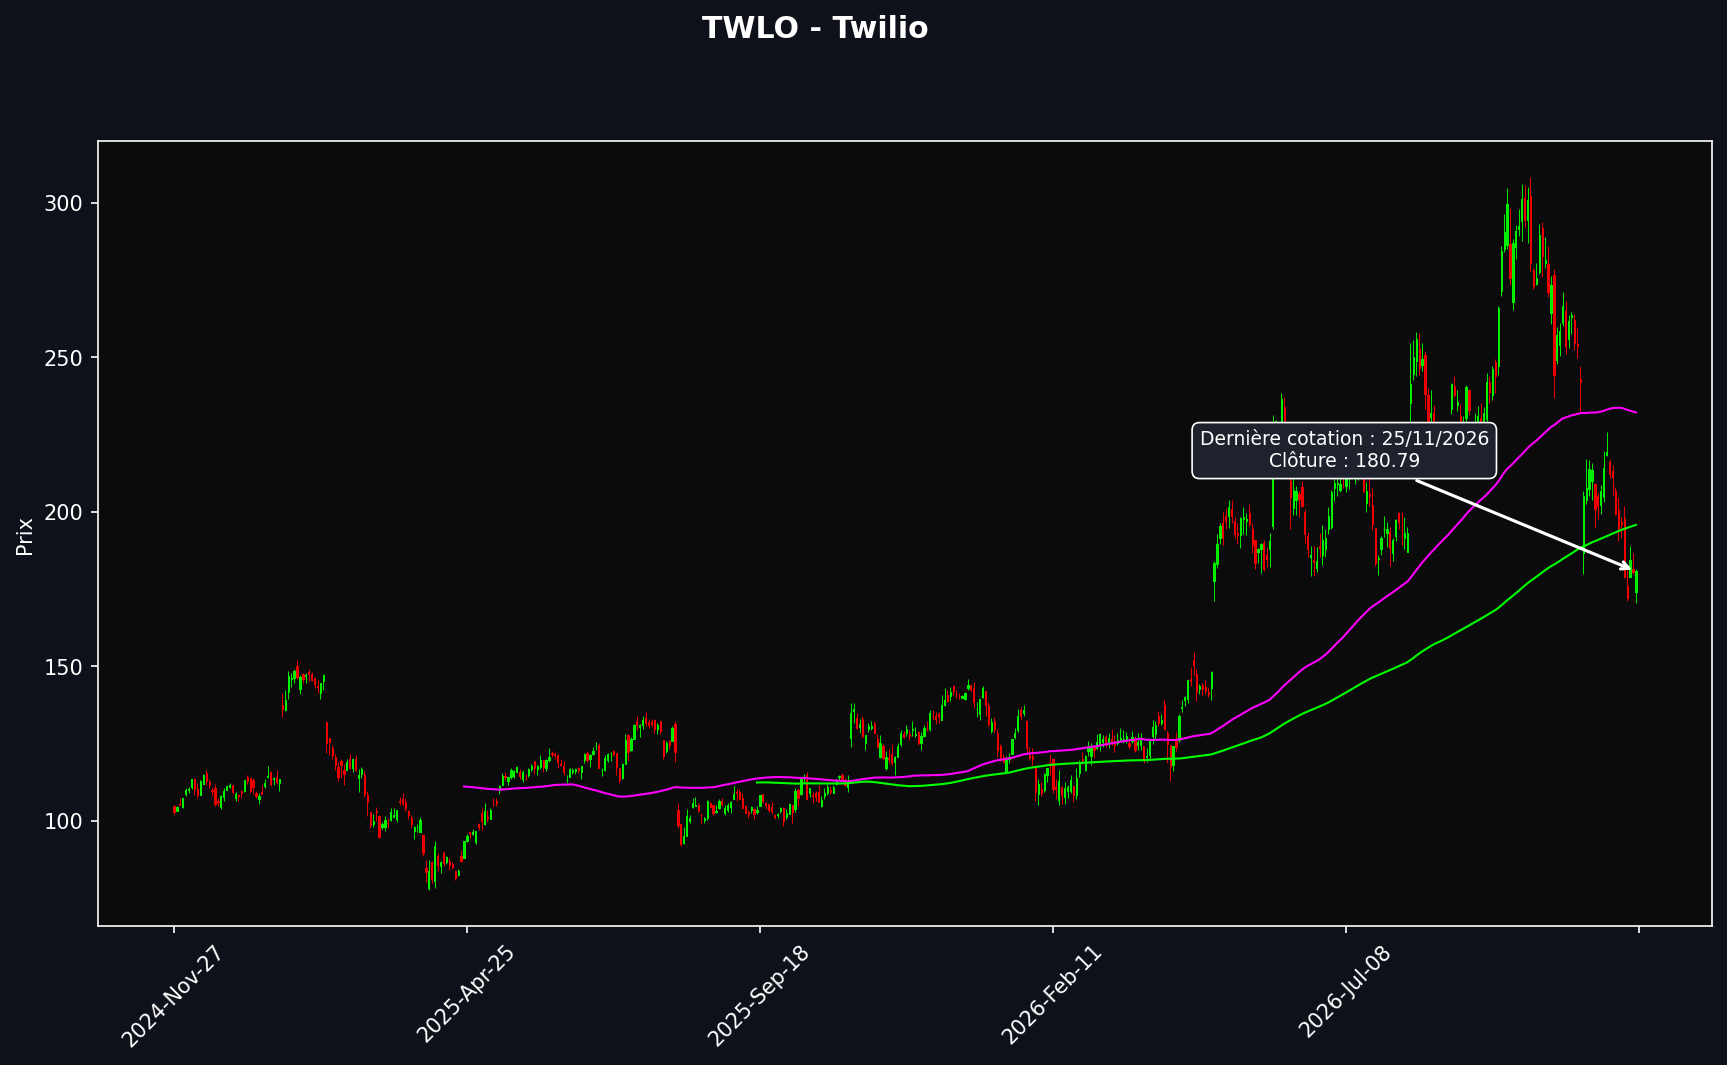 TWLO - Twilio
Prix
300
250
200
150
100
Dernière cotation : 25/11/2026
Clôture : 180.79
2024-Nov-27
2025-Apr-25
2025-Sep-18
2026-Feb-11
2026-Jul-08